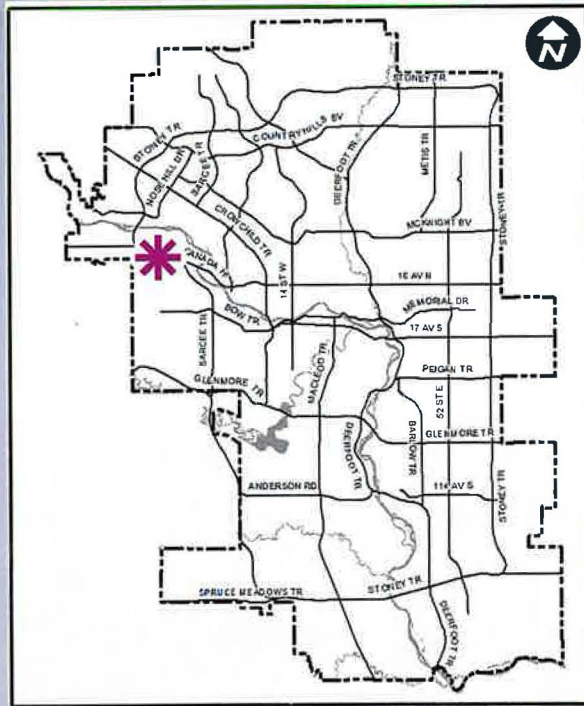 N
STONEY TR
COUNTRY HILLS BV
STONEY TR
NOSE HILL DR
SARCEE TR
DEERFOOT TR
METIS TR
STONEY TR
CROWCHILD TR
MCKNIGHT BV
CANADA
14 ST W
16 AV N
MEMORIAL DR
BOW TR
17 AV S
SARCEE TR
MACLEOD TR
PEIGAN TR
GLENMORE TR
52 ST E
BARLOW TR
GLENMORE TR
DEERFOOT TR
ANDERSON RD
114 AV S
STONEY TR
STONEY TR
SPRUCE MEADOWS TR
DEERFOOT TR